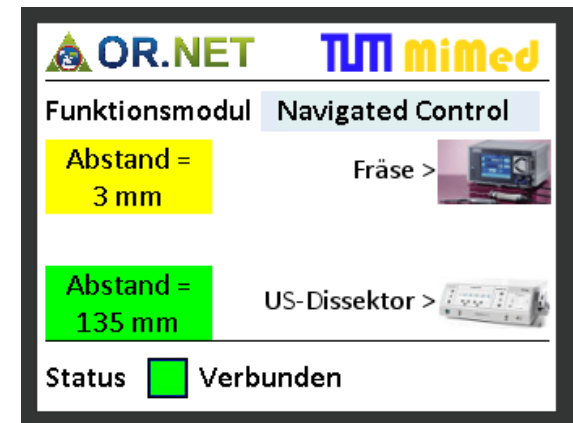 OR.NET TUM MiMed
Funktionsmodul Navigated Control
Abstand =
3 mm
Fräse >
Abstand =
135 mm
US-Dissektor >
Status Verbunden